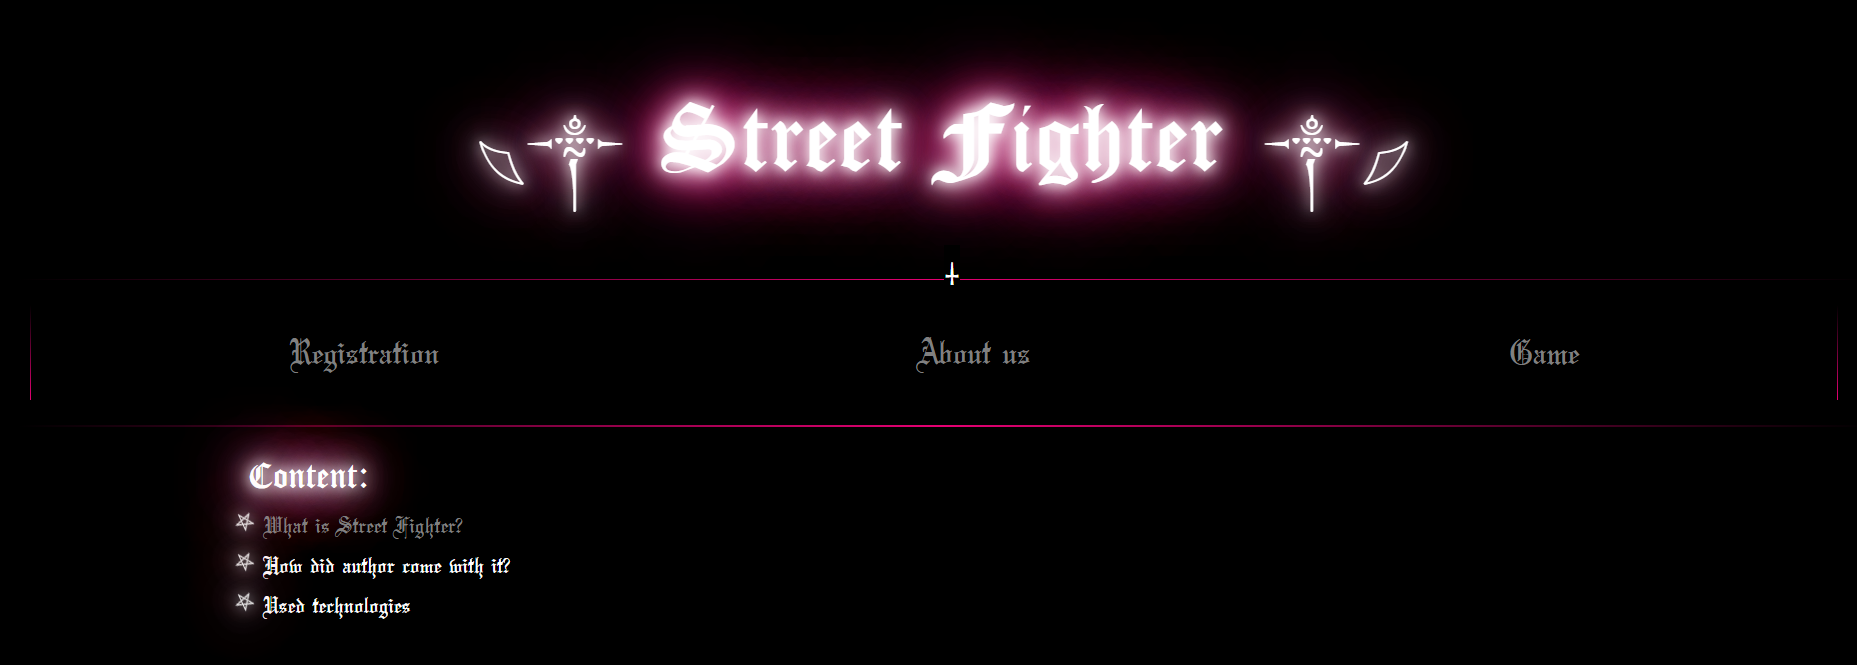 Street Fighter
Registration About us Game
Content:
What is Street Fighter?
How did author come with it?
Used technologies